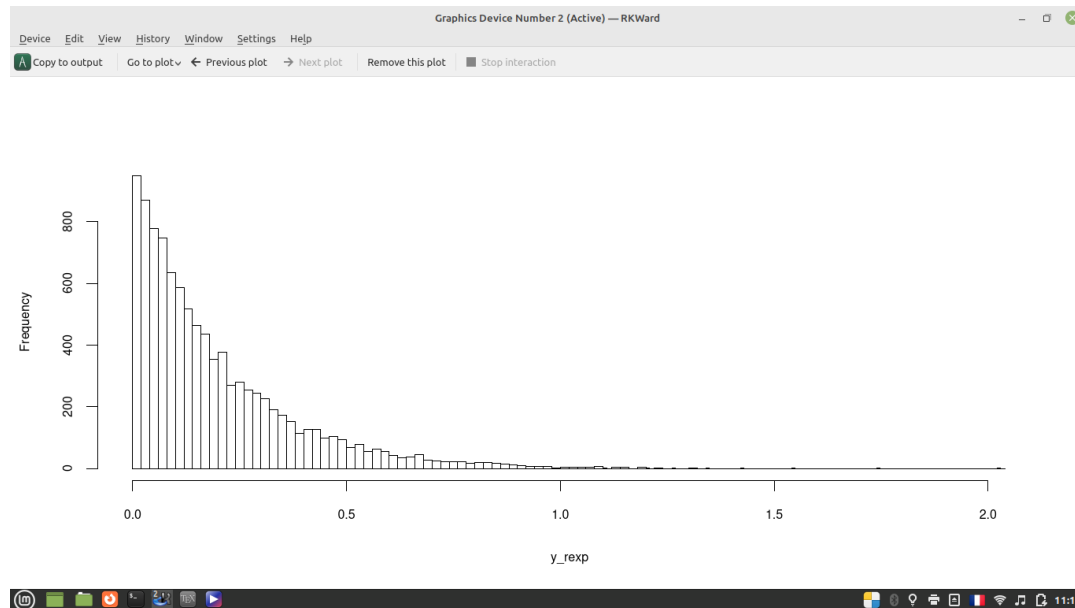 Graphics Device Number 2 (Active) — RKWard
Device Edit View History Window Settings Help
Copy to output Go to plot Previous plot Next plot Remove this plot Stop interaction
Frequency
800
600
400
200
0
0.0 0.5 1.0 1.5 2.0
y_rexp